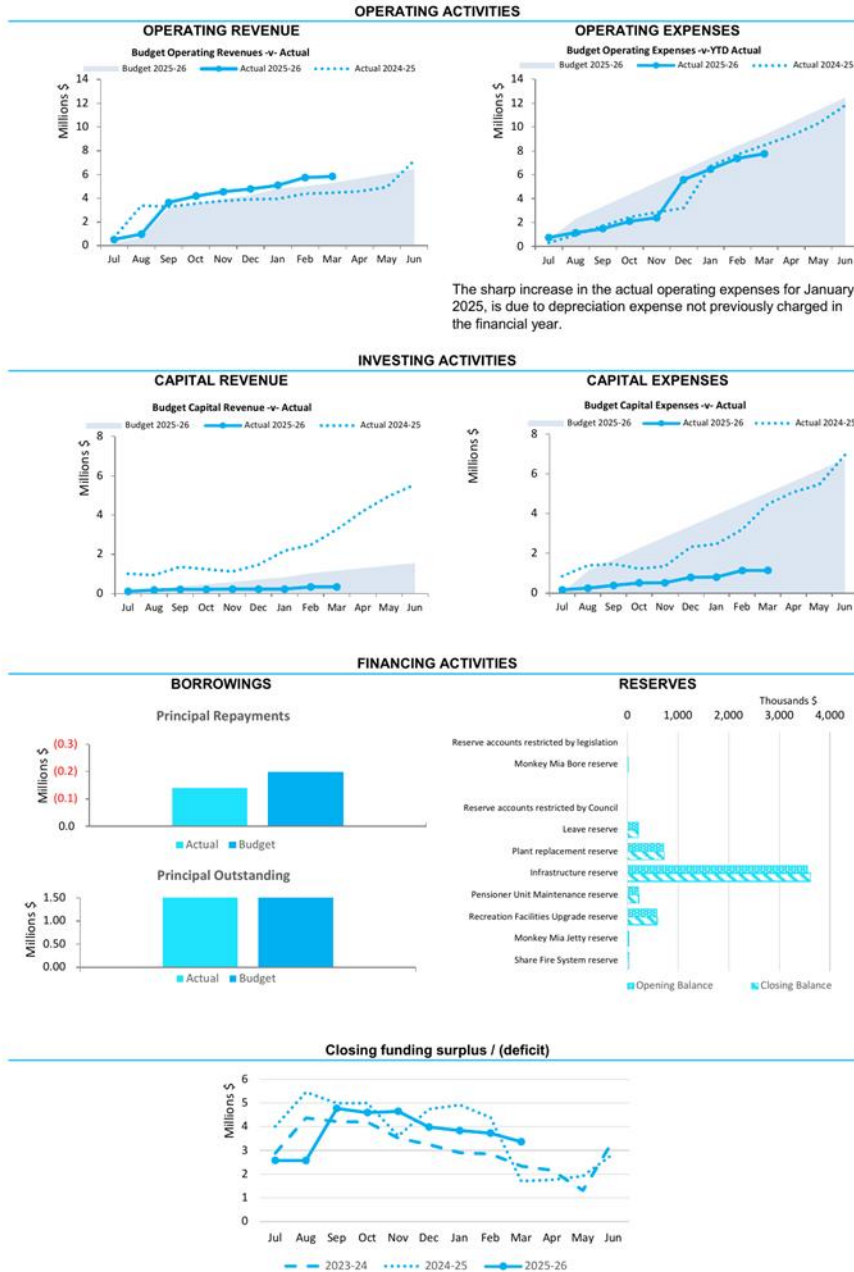 OPERATING ACTIVITIES
OPERATING REVENUE
Budget Operating Revenues -v- Actual
Budget 2025-26 Actual 2025-26 Actual 2024-25
Millions $
14
12
10
8
6
4
2
0
Jul Aug Sep Oct Nov Dec Jan Feb Mar Apr May Jun
OPERATING EXPENSES
Budget Operating Expenses -v-YTD Actual
Budget 2025-26 Actual 2025-26 Actual 2024-25
Millions $
14
12
10
8
6
4
2
0
Jul Aug Sep Oct Nov Dec Jan Feb Mar Apr May Jun
The sharp increase in the actual operating expenses for January
2025, is due to depreciation expense not previously charged in
the financial year.
INVESTING ACTIVITIES
CAPITAL REVENUE
Budget Capital Revenue -v- Actual
Budget 2025-26 Actual 2025-26 Actual 2024-25
Millions $
8
6
4
2
0
Jul Aug Sep Oct Nov Dec Jan Feb Mar Apr May Jun
CAPITAL EXPENSES
Budget Capital Expenses -v- Actual
Budget 2025-26 Actual 2025-26 Actual 2024-25
Millions $
8
6
4
2
0
Jul Aug Sep Oct Nov Dec Jan Feb Mar Apr May Jun
FINANCING ACTIVITIES
BORROWINGS
Principal Repayments
Millions $
(0.3)
(0.2)
(0.1)
0.0
Actual Budget
Principal Outstanding
Millions $
1.50
1.00
0.50
0.00
Actual Budget
RESERVES
Thousands $
0 1,000 2,000 3,000 4,000
Reserve accounts restricted by legislation
Monkey Mia Bore reserve
Reserve accounts restricted by Council
Leave reserve
Plant replacement reserve
Infrastructure reserve
Pensioner Unit Maintenance reserve
Recreation Facilities Upgrade reserve
Monkey Mia Jetty reserve
Share Fire System reserve
Opening Balance Closing Balance
Closing funding surplus / (deficit)
Millions $
6
5
4
3
2
1
0
Jul Aug Sep Oct Nov Dec Jan Feb Mar Apr May Jun
2023-24 2024-25 2025-26